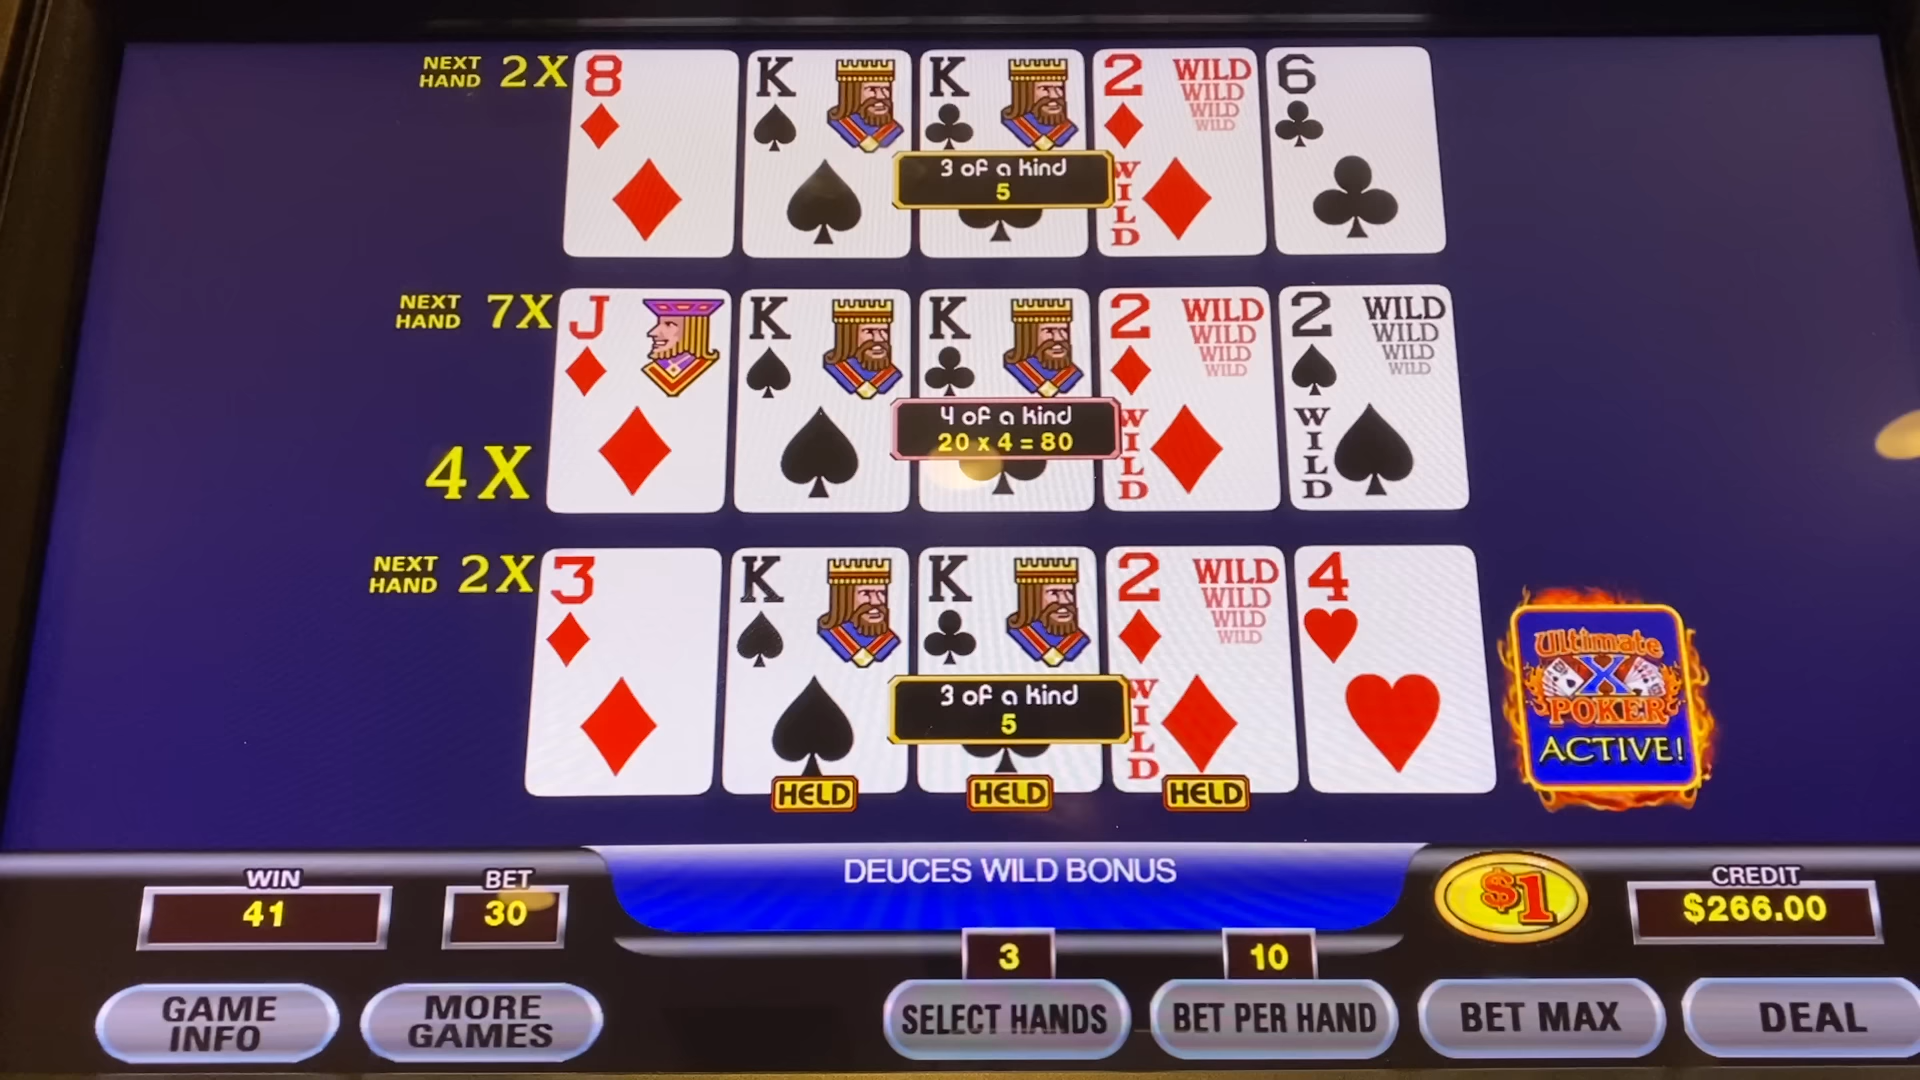 NEXT HAND 2X
8 K K 2 WILD WILD WILD WILD 6
WILD
3 of a kind
5
NEXT HAND 7X
J K K 2 WILD WILD WILD WILD 2 WILD WILD WILD WILD
WILD WILD
4X
4 of a kind
20 x 4 = 80
NEXT HAND 2X
3 K K 2 WILD WILD WILD WILD 4
WILD
3 of a kind
5
HELD HELD HELD
Ultimate
X
POKER
ACTIVE!
DEUCES WILD BONUS
WIN
41
BET
30
3
10
$1
CREDIT
$266.00
GAME INFO
MORE GAMES
SELECT HANDS
BET PER HAND
BET MAX
DEAL